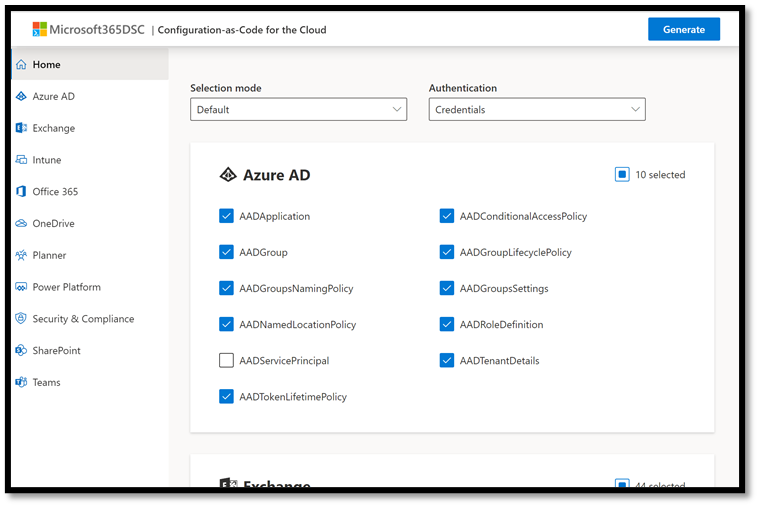 Microsoft365DSC | Configuration-as-Code for the Cloud
Generate
Home
Azure AD
Exchange
Intune
Office 365
OneDrive
Planner
Power Platform
Security & Compliance
SharePoint
Teams
Selection mode
Authentication
Default
Credentials
Azure AD
10 selected
AADApplication
AADConditionalAccessPolicy
AADGroup
AADGroupLifecyclePolicy
AADGroupsNamingPolicy
AADGroupsSettings
AADNamedLocationPolicy
AADRoleDefinition
AADServicePrincipal
AADTenantDetails
AADTokenLifetimePolicy
Exchange
44 selected